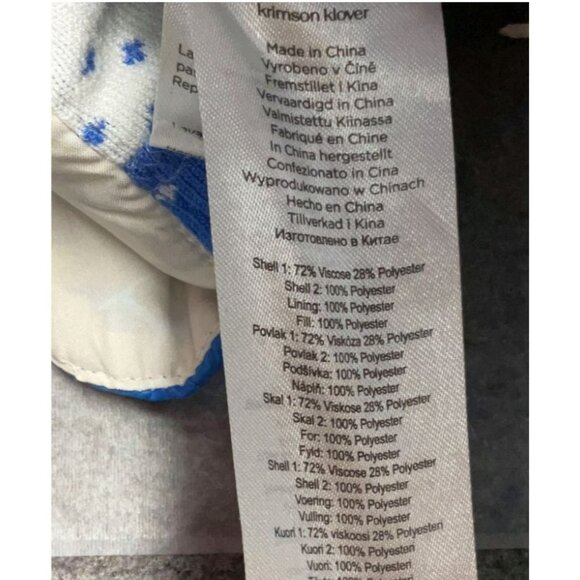 krimson klover
Made in China
Vyrobeno v Číně
Fremstillet i Kina
Vervaardigd in China
Valmistettu Kiinassa
Fabriqué en Chine
In China hergestellt
Confezionato in Cina
Wyprodukowano w Chinach
Hecho en China
Tillverkad i Kina
Изготовлено в Китае
Shell 1: 72% Viscose 28% Polyester
Shell 2: 100% Polyester
Lining: 100% Polyester
Fill: 100% Polyester
Povlak 1: 72% Viskóza 28% Polyester
Povlak 2: 100% Polyester
Podšívka: 100% Polyester
Náplň: 100% Polyester
Skal 1: 72% Viskose 28% Polyester
Skal 2: 100% Polyester
For: 100% Polyester
Fyld: 100% Polyester
Shell 1: 72% Viscose 28% Polyester
Shell 2: 100% Polyester
Voering: 100% Polyester
Vulling: 100% Polyester
Kuori 1: 72% viskoosi 28% Polyesteri
Kuori 2: 100% Polyester
Vuori: 100% Polyester